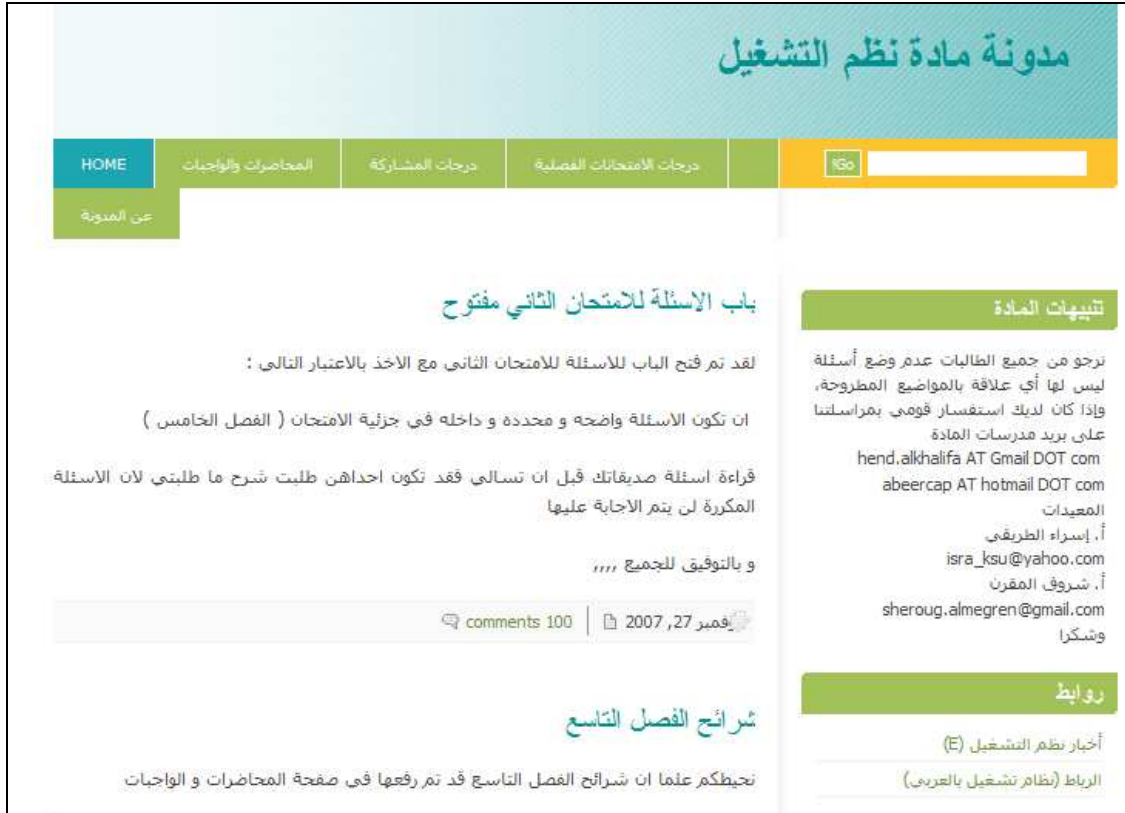 مدونة مادة نظم التشغيل
HOME
المحاضرات والواجبات
درجات المشاركة
درجات الامتحانات الفصلية
!Go
عن المدونة
باب الاسئلة للامتحان الثاني مفتوح
لقد تم فتح الباب للاسئلة للامتحان الثاني مع الاخذ بالاعتبار التالي :
ان تكون الاسئلة واضحه و محدده و داخله في جزئية الامتحان ( الفصل الخامس )
قراءة اسئلة صديقاتك قبل ان تسالي فقد تكون احداهن طلبت شرح ما طلبتي لان الاسئلة
المكررة لن يتم الاجابة عليها
و بالتوفيق للجميع ,,,,
وفمبر 27, 2007
100 comments
شرائح الفصل التاسع
نحيطكم علما ان شرائح الفصل التاسع قد تم رفعها في صفحة المحاضرات و الواجبات
تنبيهات المادة
نرجو من جميع الطالبات عدم وضع أسئلة
ليس لها أي علاقة بالمواضيع المطروحة،
وإذا كان لديك استفسار قومي بمراسلتنا
على بريد مدرسات المادة
hend.alkhalifa AT Gmail DOT com
abeercap AT hotmail DOT com
المعيدات
أ. إسراء الطريقي
isra_ksu@yahoo.com
أ. شروف المقرن
sheroug.almegren@gmail.com
وشكرا
روابط
أخبار نظم التشغيل (E)
الرباط (نظام تشغيل بالعربي)